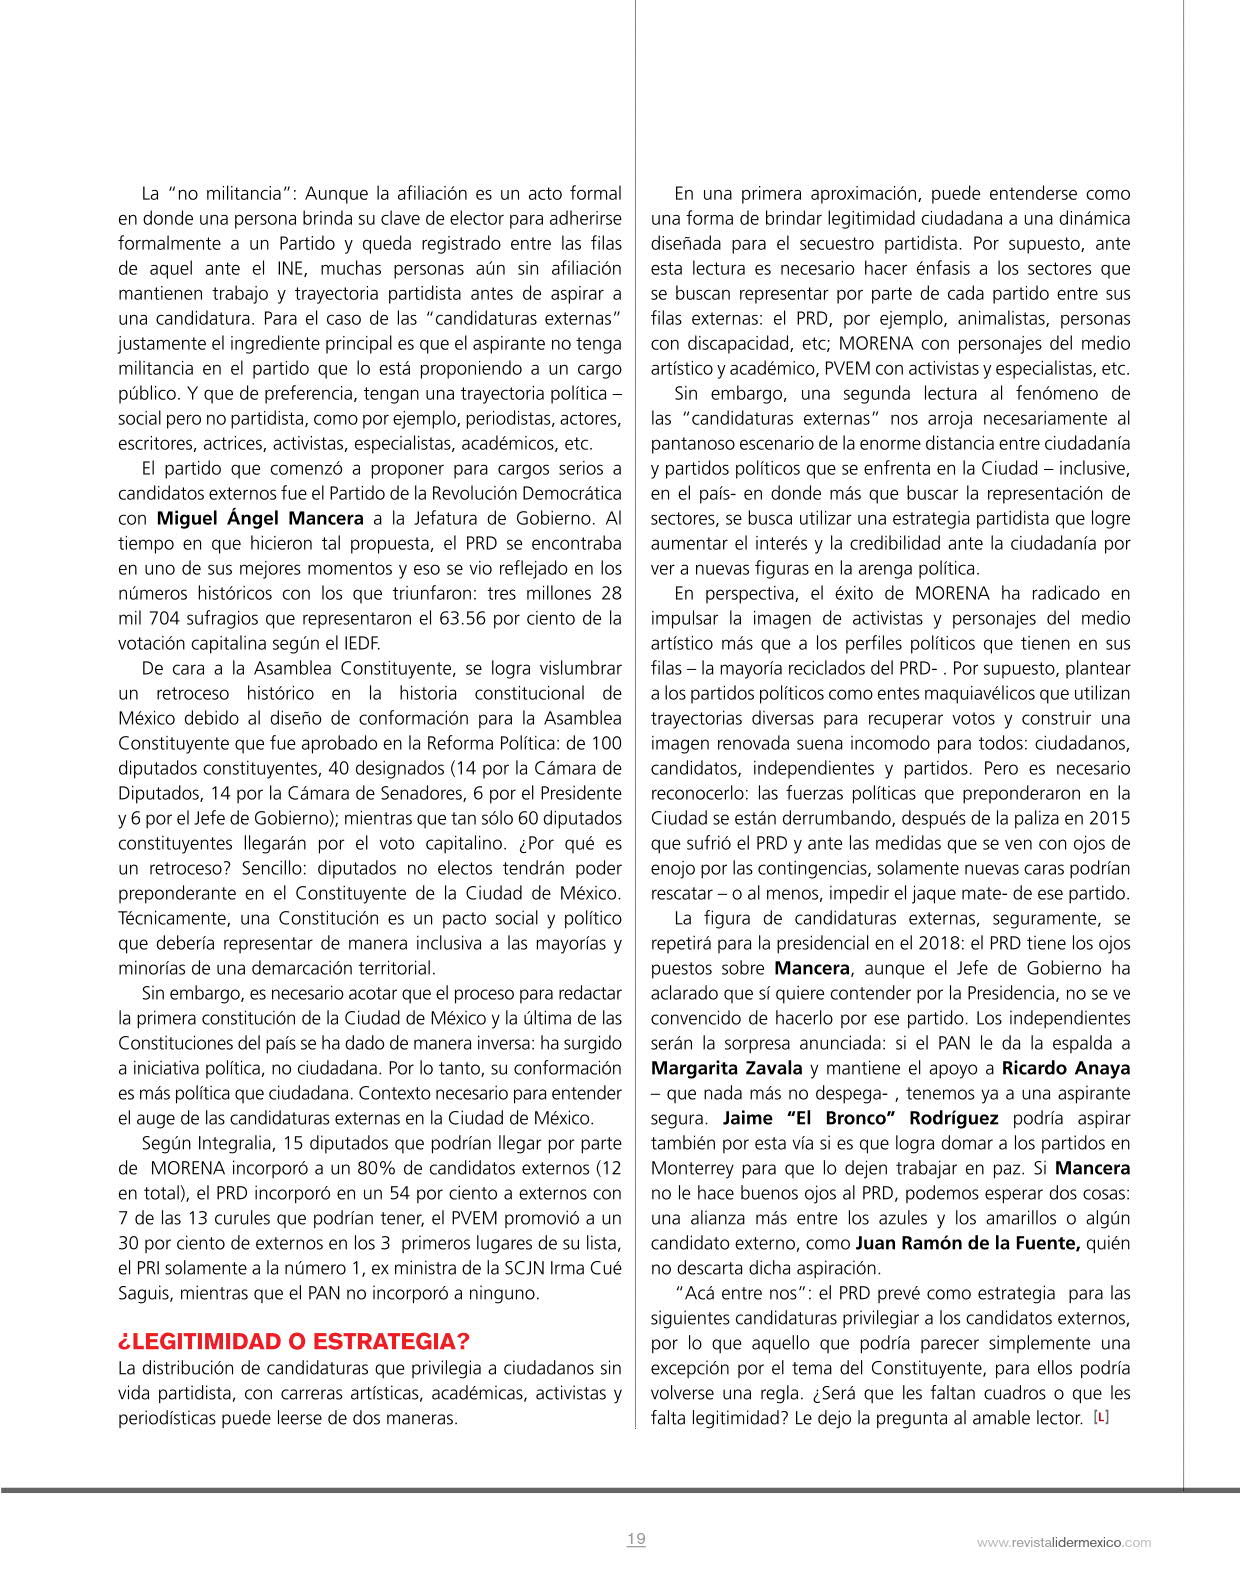 La “no militancia”: Aunque la afiliación es un acto formal
en donde una persona brinda su clave de elector para adherirse
formalmente a un Partido y queda registrado entre las filas
de aquel ante el INE, muchas personas aún sin afiliación
mantienen trabajo y trayectoria partidista antes de aspirar a
una candidatura. Para el caso de las “candidaturas externas”
justamente el ingrediente principal es que el aspirante no tenga
militancia en el partido que lo está proponiendo a un cargo
público. Y que de preferencia, tengan una trayectoria política –
social pero no partidista, como por ejemplo, periodistas, actores,
escritores, actrices, activistas, especialistas, académicos, etc.
El partido que comenzó a proponer para cargos serios a
candidatos externos fue el Partido de la Revolución Democrática
con Miguel Ángel Mancera a la Jefatura de Gobierno. Al
tiempo en que hicieron tal propuesta, el PRD se encontraba
en uno de sus mejores momentos y eso se vio reflejado en los
números históricos con los que triunfaron: tres millones 28
mil 704 sufragios que representaron el 63.56 por ciento de la
votación capitalina según el IEDF.
De cara a la Asamblea Constituyente, se logra vislumbrar
un retroceso histórico en la historia constitucional de
México debido al diseño de conformación para la Asamblea
Constituyente que fue aprobado en la Reforma Política: de 100
diputados constituyentes, 40 designados (14 por la Cámara de
Diputados, 14 por la Cámara de Senadores, 6 por el Presidente
y 6 por el Jefe de Gobierno); mientras que tan sólo 60 diputados
constituyentes llegarán por el voto capitalino. ¿Por qué es
un retroceso? Sencillo: diputados no electos tendrán poder
preponderante en el Constituyente de la Ciudad de México.
Técnicamente, una Constitución es un pacto social y político
que debería representar de manera inclusiva a las mayorías y
minorías de una demarcación territorial.
Sin embargo, es necesario acotar que el proceso para redactar
la primera constitución de la Ciudad de México y la última de las
Constituciones del país se ha dado de manera inversa: ha surgido
a iniciativa política, no ciudadana. Por lo tanto, su conformación
es más política que ciudadana. Contexto necesario para entender
el auge de las candidaturas externas en la Ciudad de México.
Según Integralia, 15 diputados que podrían llegar por parte
de MORENA incorporó a un 80% de candidatos externos (12
en total), el PRD incorporó en un 54 por ciento a externos con
7 de las 13 curules que podrían tener, el PVEM promovió a un
30 por ciento de externos en los 3 primeros lugares de su lista,
el PRI solamente a la número 1, ex ministra de la SCJN Irma Cué
Saguis, mientras que el PAN no incorporó a ninguno.
¿LEGITIMIDAD O ESTRATEGIA?
La distribución de candidaturas que privilegia a ciudadanos sin
vida partidista, con carreras artísticas, académicas, activistas y
periodísticas puede leerse de dos maneras.
En una primera aproximación, puede entenderse como
una forma de brindar legitimidad ciudadana a una dinámica
diseñada para el secuestro partidista. Por supuesto, ante
esta lectura es necesario hacer énfasis a los sectores que
se buscan representar por parte de cada partido entre sus
filas externas: el PRD, por ejemplo, animalistas, personas
con discapacidad, etc; MORENA con personajes del medio
artístico y académico, PVEM con activistas y especialistas, etc.
Sin embargo, una segunda lectura al fenómeno de
las “candidaturas externas” nos arroja necesariamente al
pantanoso escenario de la enorme distancia entre ciudadanía
y partidos políticos que se enfrenta en la Ciudad – inclusive,
en el país- en donde más que buscar la representación de
sectores, se busca utilizar una estrategia partidista que logre
aumentar el interés y la credibilidad ante la ciudadanía por
ver a nuevas figuras en la arenga política.
En perspectiva, el éxito de MORENA ha radicado en
impulsar la imagen de activistas y personajes del medio
artístico más que a los perfiles políticos que tienen en sus
filas – la mayoría reciclados del PRD- . Por supuesto, plantear
a los partidos políticos como entes maquiavélicos que utilizan
trayectorias diversas para recuperar votos y construir una
imagen renovada suena incomodo para todos: ciudadanos,
candidatos, independientes y partidos. Pero es necesario
reconocerlo: las fuerzas políticas que preponderaron en la
Ciudad se están derrumbando, después de la paliza en 2015
que sufrió el PRD y ante las medidas que se ven con ojos de
enojo por las contingencias, solamente nuevas caras podrían
rescatar – o al menos, impedir el jaque mate- de ese partido.
La figura de candidaturas externas, seguramente, se
repetirá para la presidencial en el 2018: el PRD tiene los ojos
puestos sobre Mancera, aunque el Jefe de Gobierno ha
aclarado que sí quiere contender por la Presidencia, no se ve
convencido de hacerlo por ese partido. Los independientes
serán la sorpresa anunciada: si el PAN le da la espalda a
Margarita Zavala y mantiene el apoyo a Ricardo Anaya
– que nada más no despega- , tenemos ya a una aspirante
segura. Jaime “El Bronco” Rodríguez podría aspirar
también por esta vía si es que logra domar a los partidos en
Monterrey para que lo dejen trabajar en paz. Si Mancera
no le hace buenos ojos al PRD, podemos esperar dos cosas:
una alianza más entre los azules y los amarillos o algún
candidato externo, como Juan Ramón de la Fuente, quién
no descarta dicha aspiración.
“Acá entre nos”: el PRD prevé como estrategia para las
siguientes candidaturas privilegiar a los candidatos externos,
por lo que aquello que podría parecer simplemente una
excepción por el tema del Constituyente, para ellos podría
volverse una regla. ¿Será que les faltan cuadros o que les
falta legitimidad? Le dejo la pregunta al amable lector. [L]
19
www.revistalidermexico.com